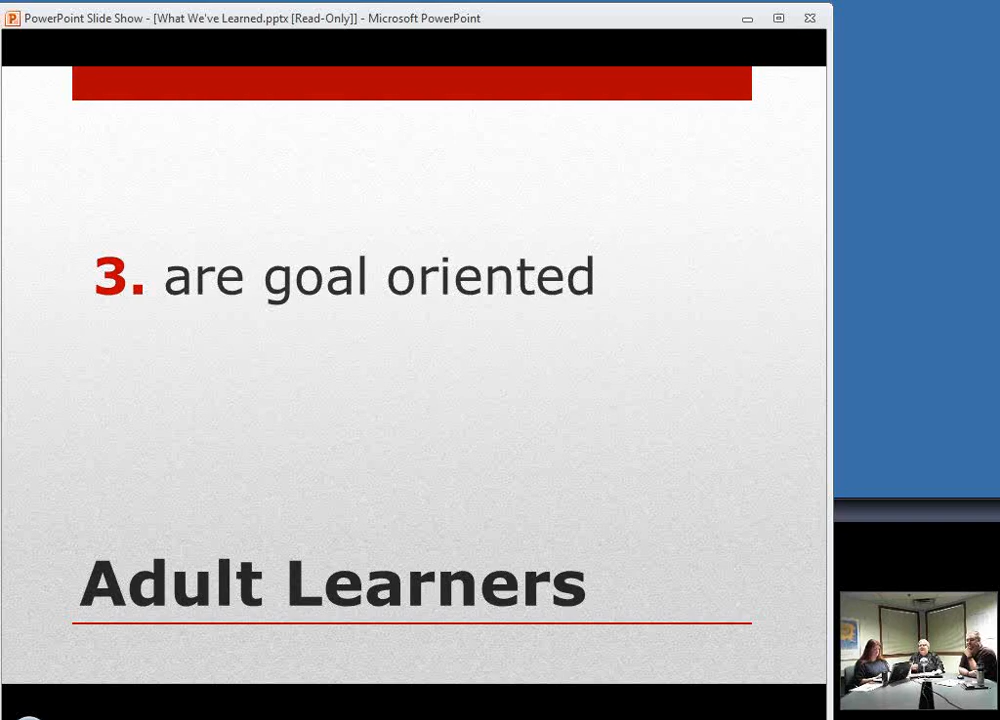 PowerPoint Slide Show - [What We've Learned.pptx [Read-Only]] - Microsoft PowerPoint
3. are goal oriented
Adult Learners